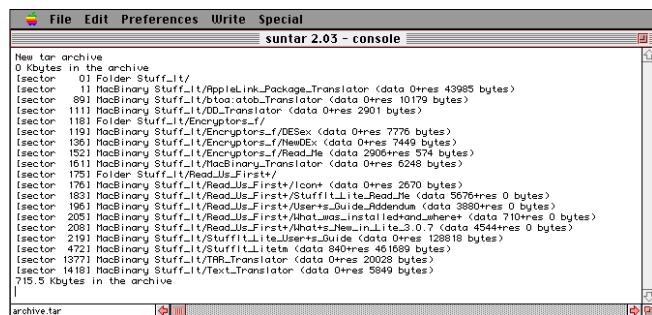 File Edit Preferences Write Special
suntar 2.03 - console
New tar archive
0 Kbytes in the archive
[sector 0] Folder Stuff_It/
[sector 1] MacBinary Stuff_It/AppleLink_Package_Translator (data 0+res 43985 bytes)
[sector 89] MacBinary Stuff_It/btoa:atob_Translator (data 0+res 10179 bytes)
[sector 111] MacBinary Stuff_It/DD_Translator (data 0+res 2901 bytes)
[sector 118] Folder Stuff_It/Encryptors_f/
[sector 119] MacBinary Stuff_It/Encryptors_f/DESex (data 0+res 7776 bytes)
[sector 136] MacBinary Stuff_It/Encryptors_f/NewDEx (data 0+res 7449 bytes)
[sector 152] MacBinary Stuff_It/Encryptors_f/Read_Me (data 2906+res 574 bytes)
[sector 161] MacBinary Stuff_It/MacBinary_Translator (data 0+res 6248 bytes)
[sector 175] Folder Stuff_It/Read_Us_First+/
[sector 176] MacBinary Stuff_It/Read_Us_First+/Icon+ (data 0+res 2670 bytes)
[sector 183] MacBinary Stuff_It/Read_Us_First+/StuffIt_Lite_Read_Me (data 5676+res 0 bytes)
[sector 196] MacBinary Stuff_It/Read_Us_First+/User+s_Guide_Addendum (data 3880+res 0 bytes)
[sector 205] MacBinary Stuff_It/Read_Us_First+/What_was_installed+and_where+ (data 710+res 0 bytes)
[sector 208] MacBinary Stuff_It/Read_Us_First+/What+s_New_in_Lite_3.0.7 (data 4544+res 0 bytes)
[sector 219] MacBinary Stuff_It/StuffIt_Lite_User+s_Guide (data 0+res 128818 bytes)
[sector 472] MacBinary Stuff_It/StuffIt_Litetm (data 840+res 461689 bytes)
[sector 1377] MacBinary Stuff_It/TAR_Translator (data 0+res 20028 bytes)
[sector 1418] MacBinary Stuff_It/Text_Translator (data 0+res 5849 bytes)
715.5 Kbytes in the archive
archive.tar